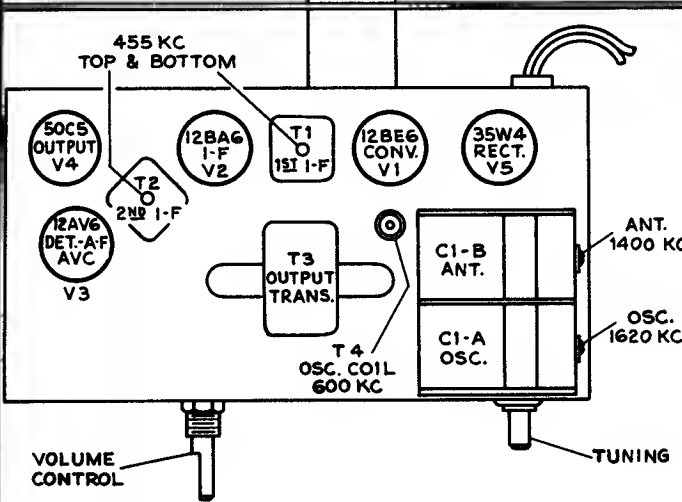 455 KC
TOP & BOTTOM
50C5
OUTPUT
V4
12BA6
I-F
V2
T1
1ST I-F
12BE6
CONV.
V1
35W4
RECT.
V5
T2
2ND I-F
12AV6
DET.-A-F
AVC
V3
T3
OUTPUT
TRANS.
C1-B
ANT.
ANT.
1400 KC
C1-A
OSC.
OSC.
1620 KC
T4
OSC. COIL
600 KC
VOLUME
CONTROL
TUNING